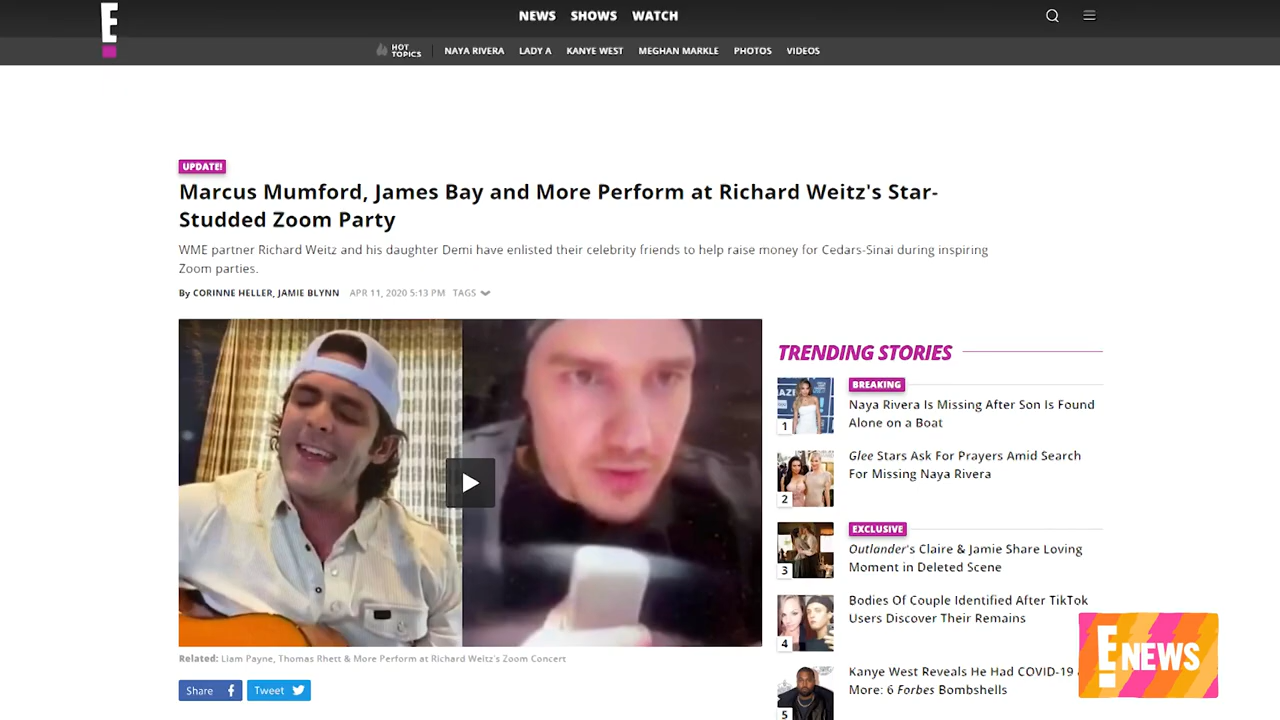 E!
NEWS SHOWS WATCH
HOT
TOPICS
NAYA RIVERA LADY A KANYE WEST MEGHAN MARKLE PHOTOS VIDEOS
UPDATE!
Marcus Mumford, James Bay and More Perform at Richard Weitz's Star-
Studded Zoom Party
WME partner Richard Weitz and his daughter Demi have enlisted their celebrity friends to help raise money for Cedars-Sinai during inspiring
Zoom parties.
By CORINNE HELLER, JAMIE BLYNN APR 11, 2020 5:13 PM TAGS
Related: Liam Payne, Thomas Rhett & More Perform at Richard Weitz's Zoom Concert
Share f
Tweet
TRENDING STORIES
1
BREAKING
Naya Rivera Is Missing After Son Is Found
Alone on a Boat
2
Glee Stars Ask For Prayers Amid Search
For Missing Naya Rivera
3
EXCLUSIVE
Outlander's Claire & Jamie Share Loving
Moment in Deleted Scene
4
Bodies Of Couple Identified After TikTok
Users Discover Their Remains
5
Kanye West Reveals He Had COVID-19
More: 6 Forbes Bombshells
E! NEWS